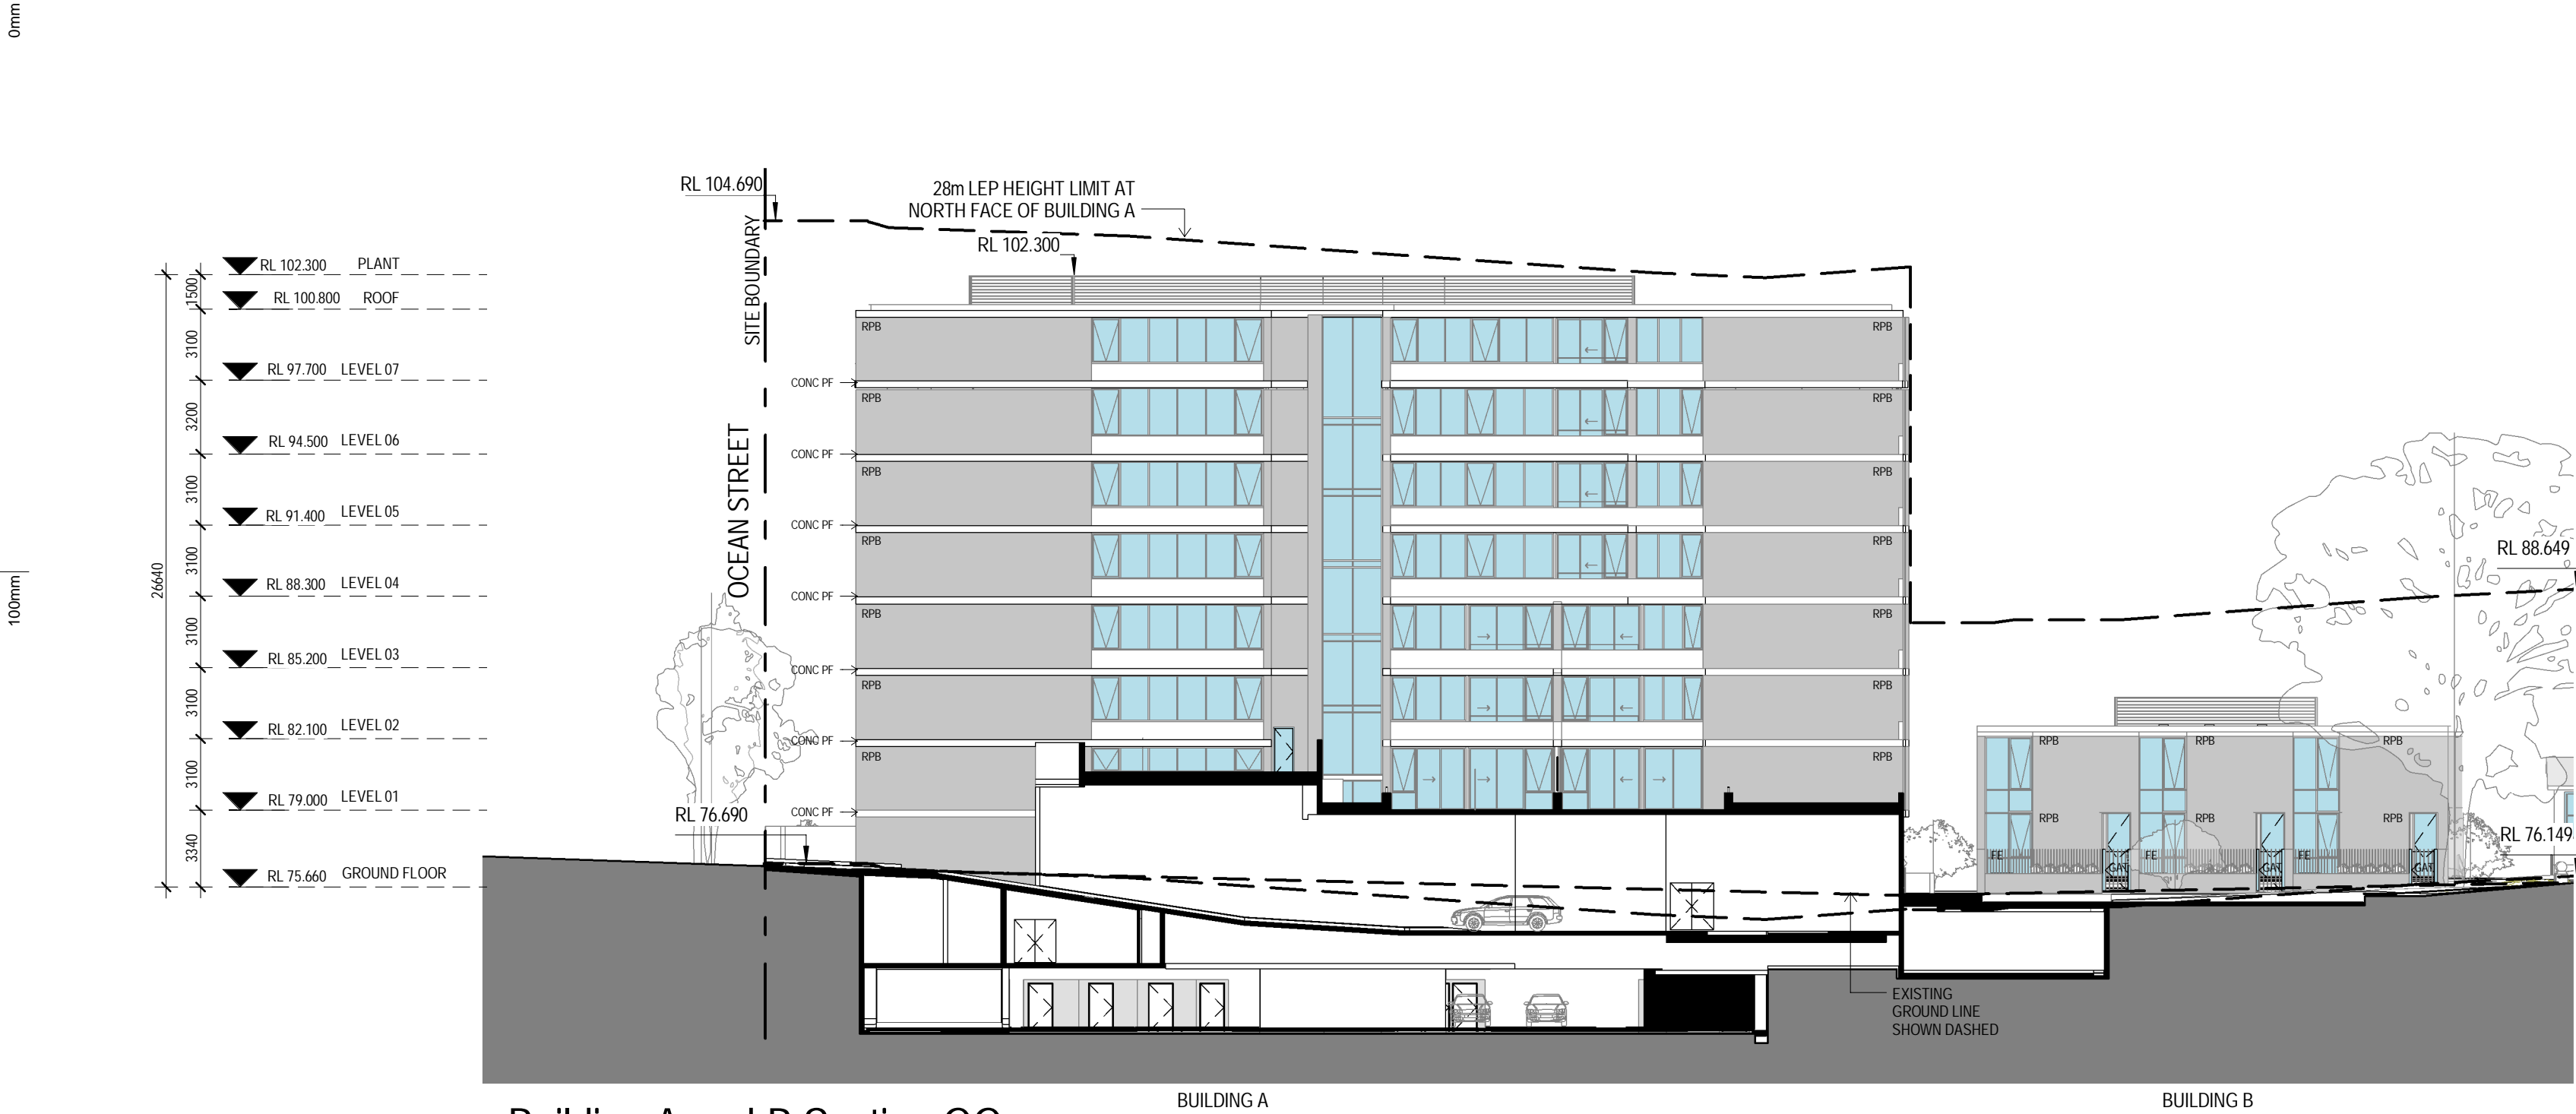 0mm
100mm
RL 104.690
28m LEP HEIGHT LIMIT AT
NORTH FACE OF BUILDING A
RL 102.300
SITE BOUNDARY
OCEAN STREET
RL 102.300 PLANT
1500
RL 100.800 ROOF
3100
RL 97.700 LEVEL 07
3200
RL 94.500 LEVEL 06
3100
RL 91.400 LEVEL 05
3100
RL 88.300 LEVEL 04
3100
RL 85.200 LEVEL 03
3100
RL 82.100 LEVEL 02
3100
RL 79.000 LEVEL 01
3340
RL 75.660 GROUND FLOOR
26640
RPB RPB
CONC PF
RPB RPB
CONC PF
RPB RPB
CONC PF
RPB RPB
CONC PF
RPB RPB
CONC PF
RPB RPB
CONC PF
RPB RPB
CONC PF
RL 76.690
RL 88.649
RPB RPB RPB
RPB RPB RPB
RL 76.149
FE FE FE
GAT GAT GAT
EXISTING
GROUND LINE
SHOWN DASHED
BUILDING A
BUILDING B